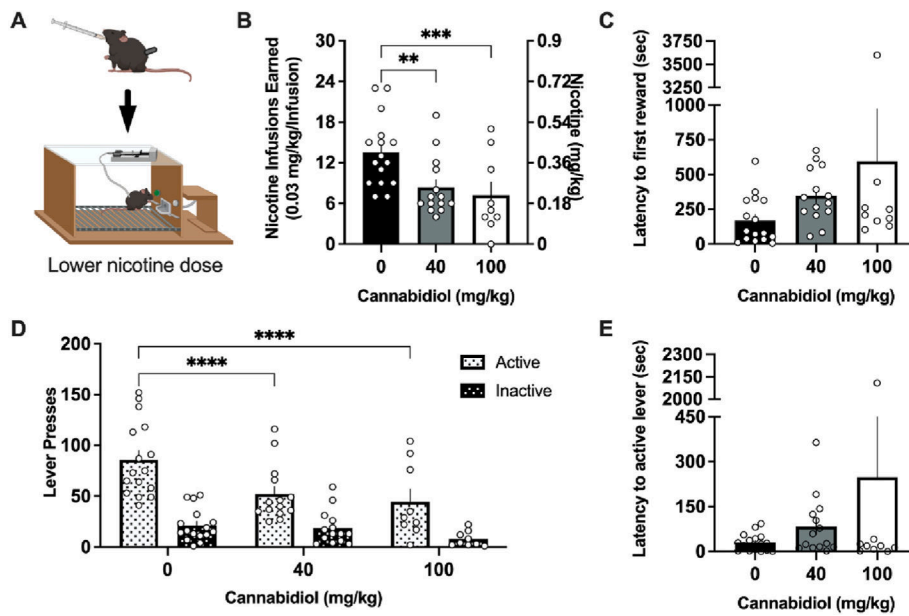 A
Lower nicotine dose
B
Nicotine Infusions Earned
(0.03 mg/kg/Infusion)
30
24
18
12
6
0
**
***
0.9
0.72
0.54
0.36
0.18
0
Nicotine (mg/kg)
0 40 100
Cannabidiol (mg/kg)
C
Latency to first reward (sec)
3750
3500
3250
1000
750
500
250
0
0 40 100
Cannabidiol (mg/kg)
D
Lever Presses
200
150
100
50
0
****
****
Active
Inactive
0 40 100
Cannabidiol (mg/kg)
E
Latency to active lever (sec)
2300
2200
2100
2000
450
300
150
0
0 40 100
Cannabidiol (mg/kg)